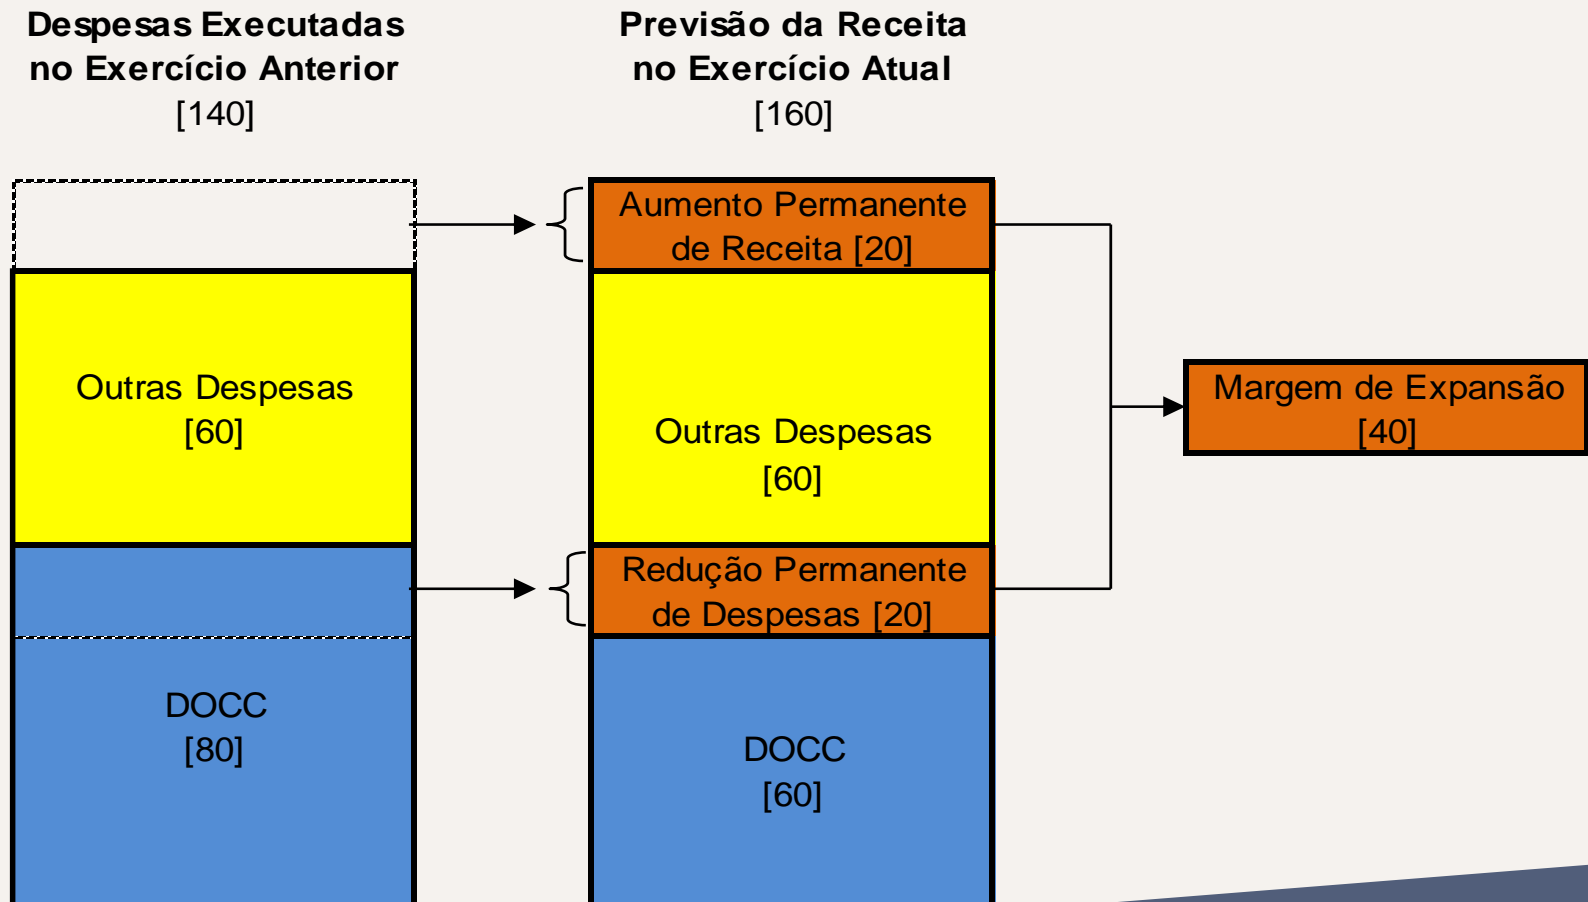 Despesas Executadas
no Exercício Anterior
[140]
Previsão da Receita
no Exercício Atual
[160]
Aumento Permanente
de Receita [20]
Outras Despesas
[60]
Outras Despesas
[60]
Margem de Expansão
[40]
Redução Permanente
de Despesas [20]
DOCC
[80]
DOCC
[60]